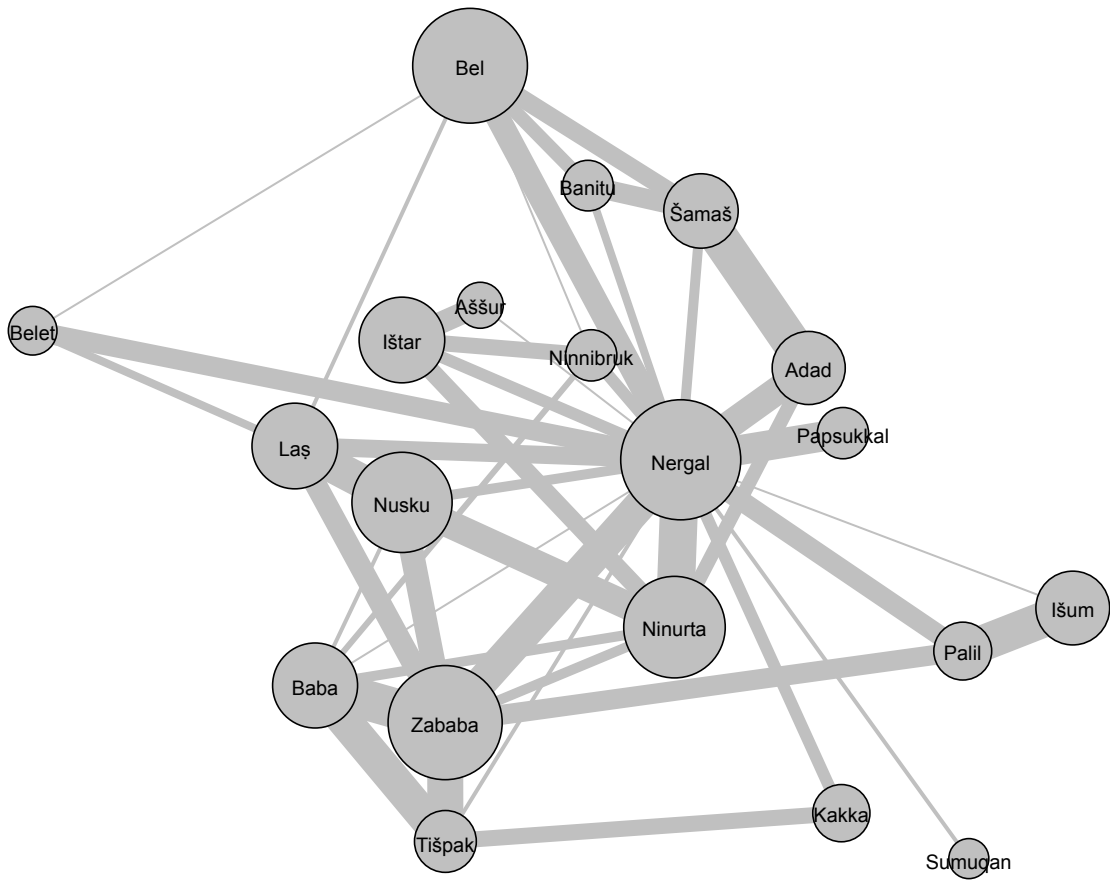 Bel
Banitu
Šamaš
Aššur
Belet
Ištar
NInnibruk
Adad
Papsukkal
Laș
Nergal
Nusku
Išum
Ninurta
Palil
Baba
Zababa
Kakka
Tišpak
Sumuqan